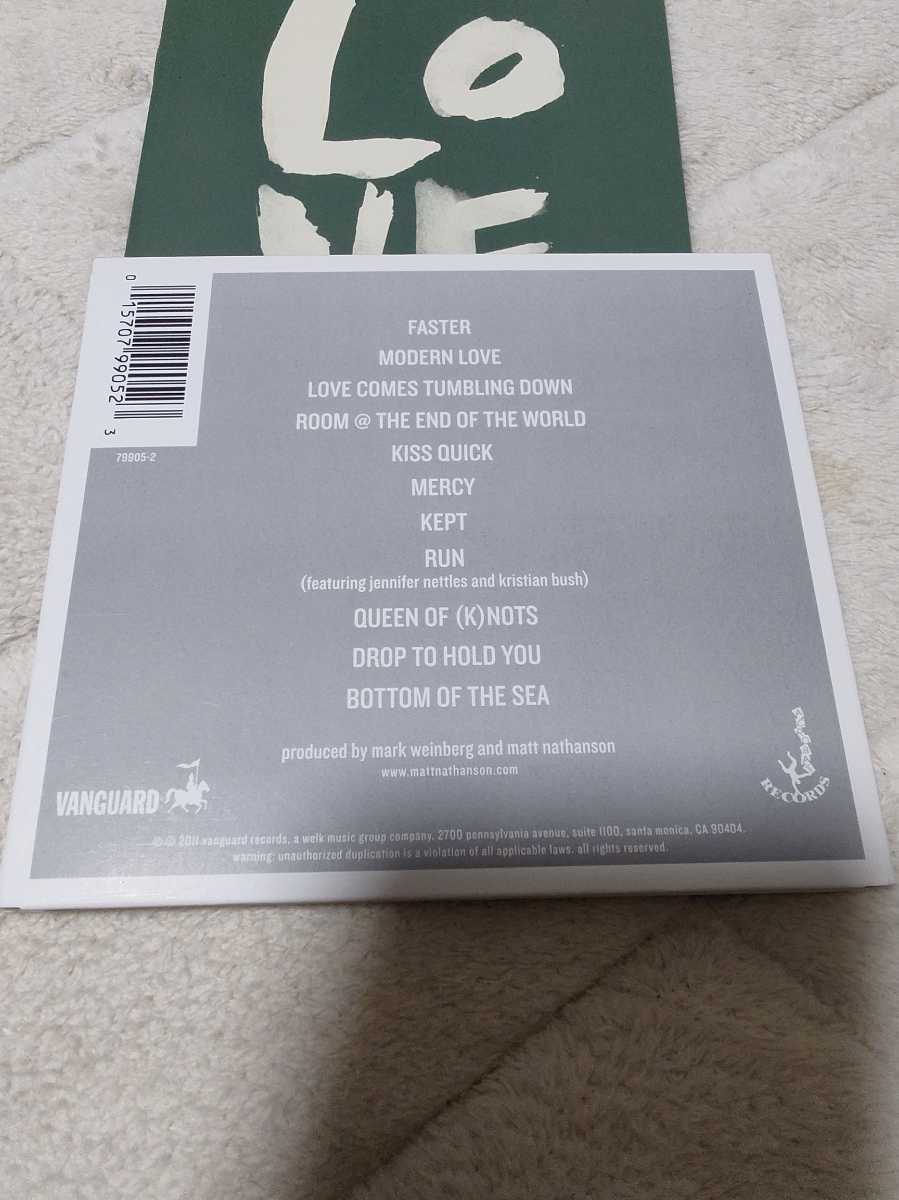 LO
VE
0 15707 99052 3
79905-2
FASTER
MODERN LOVE
LOVE COMES TUMBLING DOWN
ROOM @ THE END OF THE WORLD
KISS QUICK
MERCY
KEPT
RUN
(featuring jennifer nettles and kristian bush)
QUEEN OF (K)NOTS
DROP TO HOLD YOU
BOTTOM OF THE SEA
produced by mark weinberg and matt nathanson
www.mattnathanson.com
VANGUARD
RECORDS
℗ © 2011 vanguard records, a welk music group company. 2700 pennsylvania avenue, suite 1100, santa monica. CA 90404.
warning: unauthorized duplication is a violation of all applicable laws. all rights reserved.